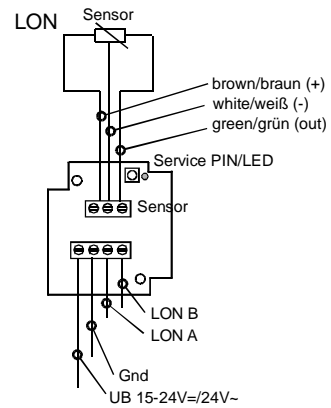 LON
Sensor
brown/braun (+)
white/weiß (-)
green/grün (out)
Service PIN/LED
Sensor
LON B
LON A
Gnd
UB 15-24V=/24V~